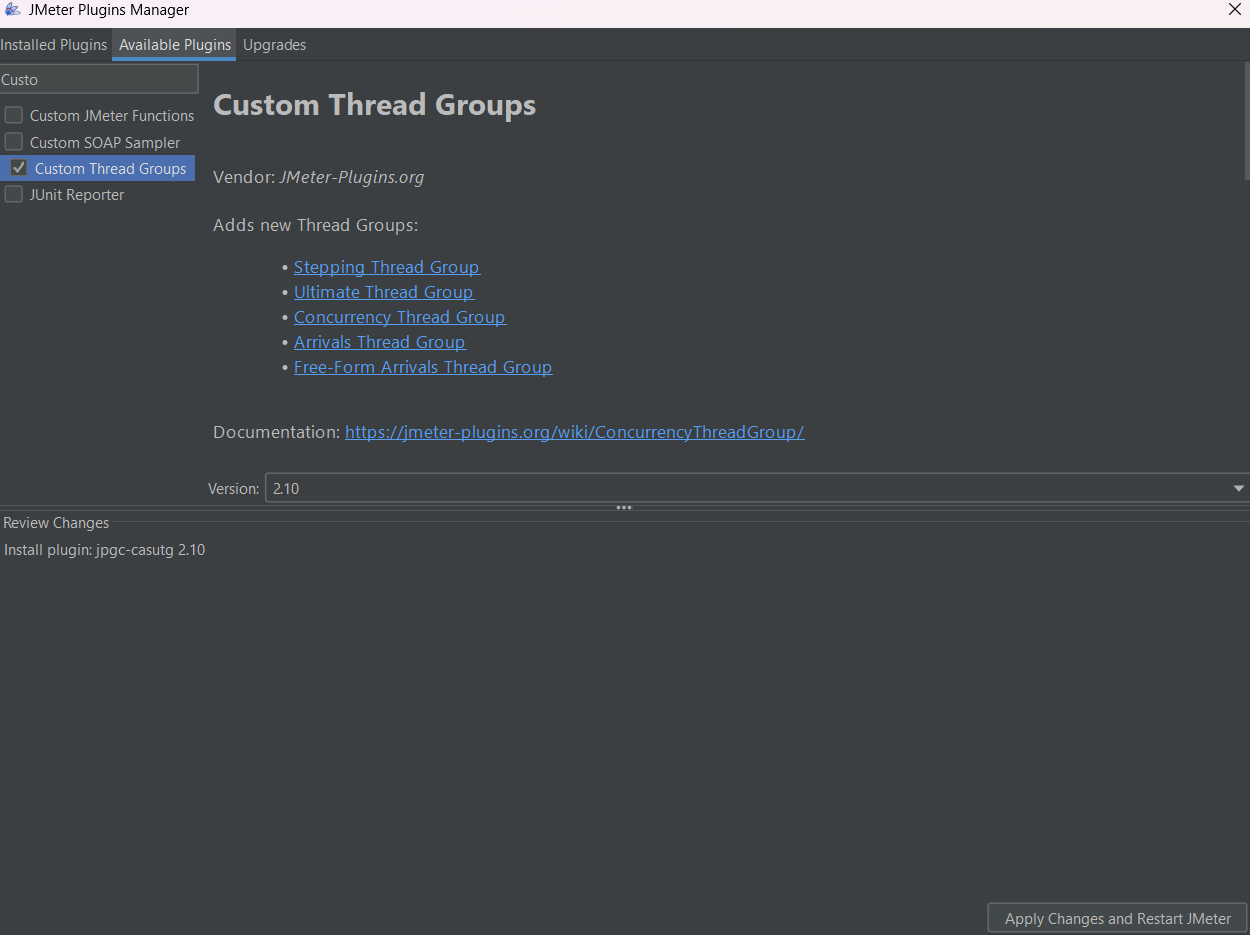 JMeter Plugins Manager
Installed Plugins Available Plugins Upgrades
Custo
Custom JMeter Functions
Custom SOAP Sampler
Custom Thread Groups
JUnit Reporter
Custom Thread Groups
Vendor: JMeter-Plugins.org
Adds new Thread Groups:
• Stepping Thread Group
• Ultimate Thread Group
• Concurrency Thread Group
• Arrivals Thread Group
• Free-Form Arrivals Thread Group
Documentation: https://jmeter-plugins.org/wiki/ConcurrencyThreadGroup/
Version: 2.10
Review Changes
Install plugin: jpgc-casutg 2.10
Apply Changes and Restart JMeter